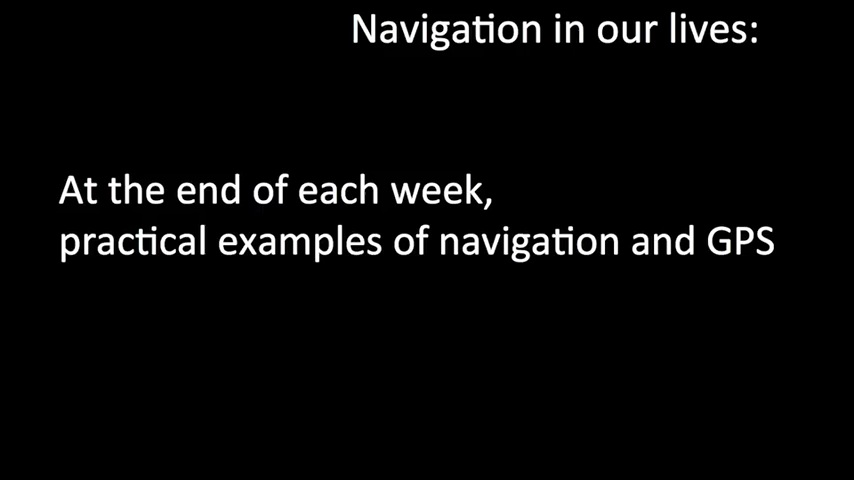 Navigation in our lives:
At the end of each week,
practical examples of navigation and GPS